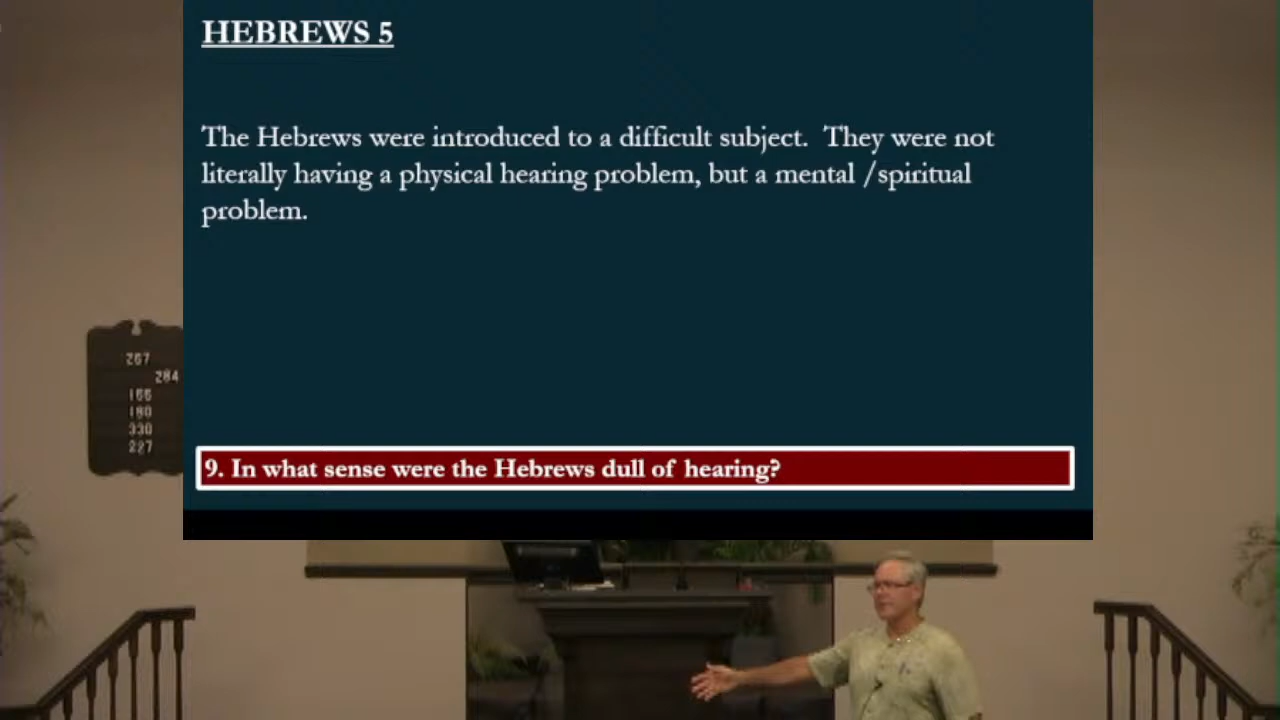 HEBREWS 5
The Hebrews were introduced to a difficult subject.  They were not
literally having a physical hearing problem, but a mental /spiritual
problem.
267
284
166
180
330
227
9. In what sense were the Hebrews dull of hearing?